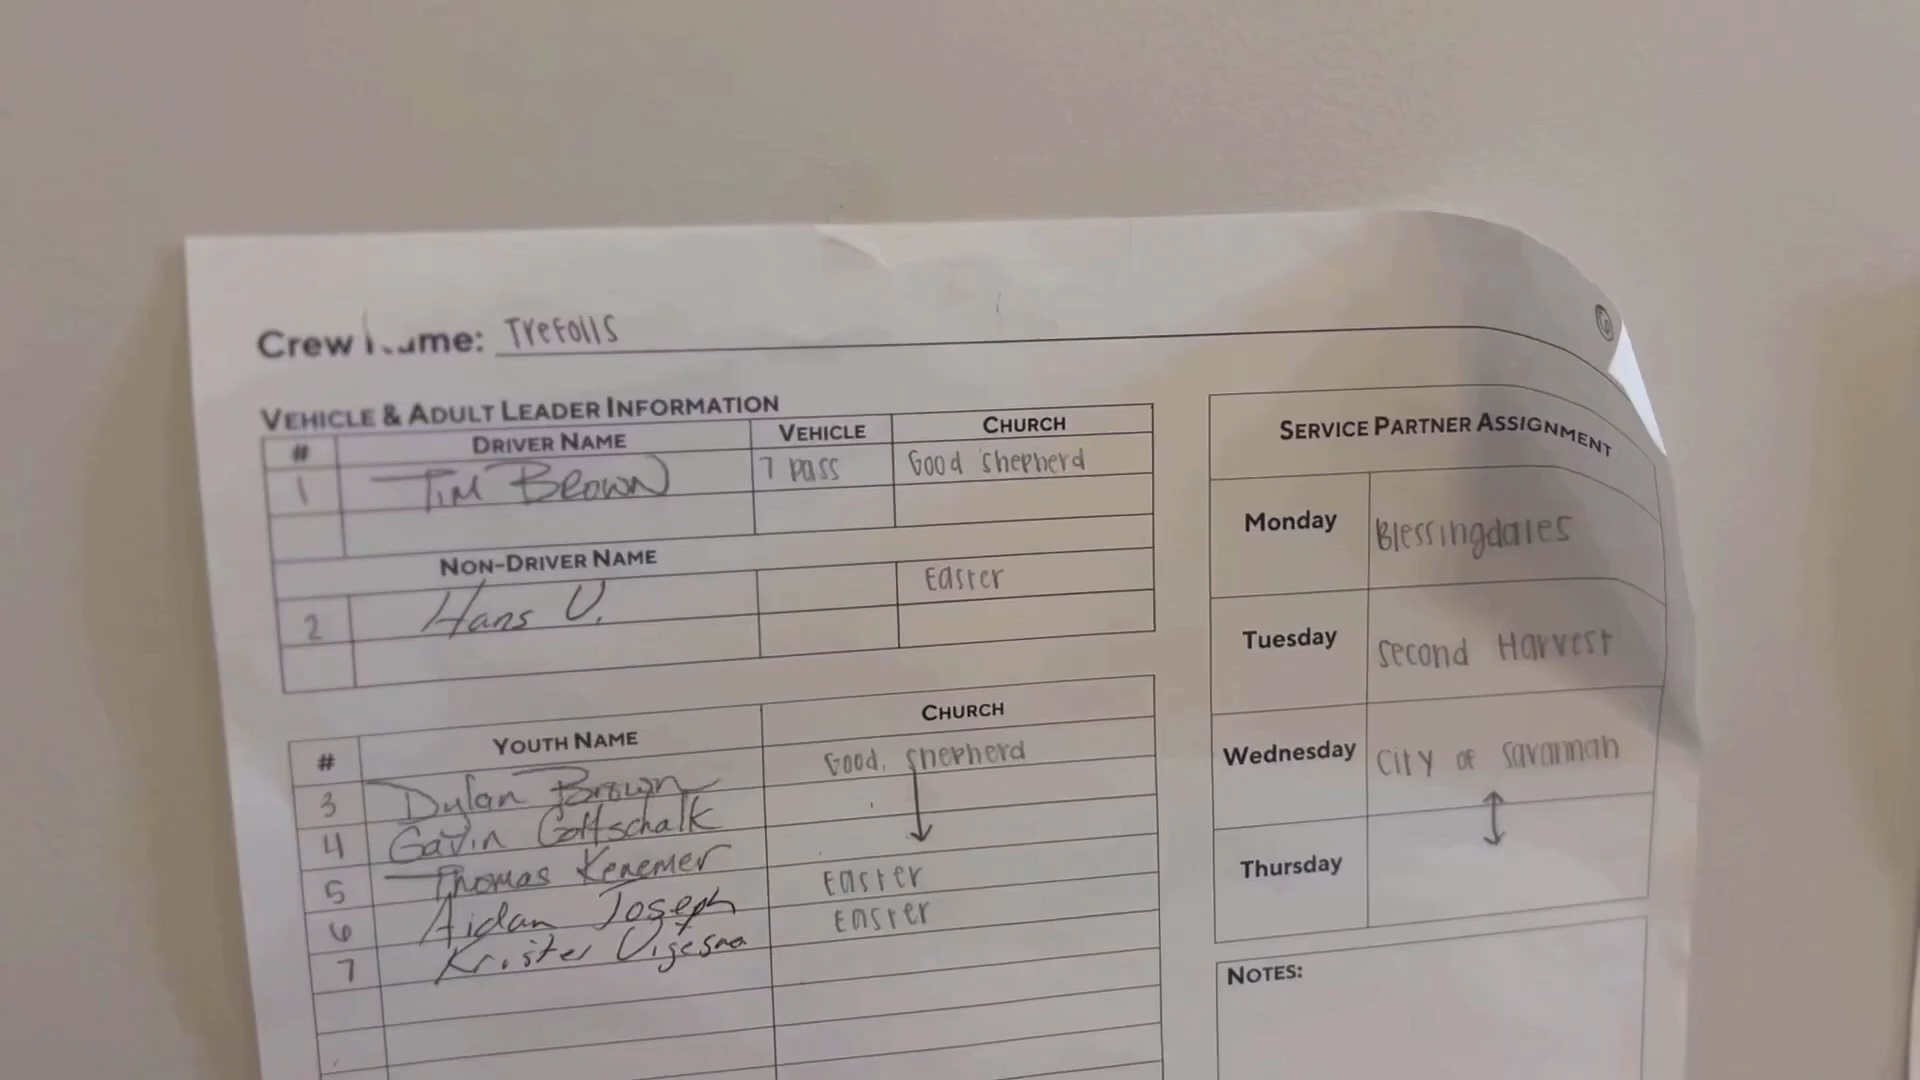 Crew Name: Trefoils
VEHICLE & ADULT LEADER INFORMATION
# DRIVER NAME VEHICLE CHURCH
1 Tim Brown 7 pass Good shepherd
NON-DRIVER NAME
2 Hans V. Easter
# YOUTH NAME CHURCH
3 Dylan Brown Good shepherd
4 Gavin Gottschalk
5 Thomas Kenemer
6 Aidan Joseph Easter
7 Krister Easter
SERVICE PARTNER ASSIGNMENT
Monday Blessingdales
Tuesday second Harvest
Wednesday city of savannah
Thursday
NOTES: